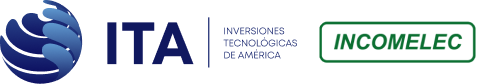 ITA
INVERSIONES
TECNOLÓGICAS
DE AMÉRICA
INCOMELEC